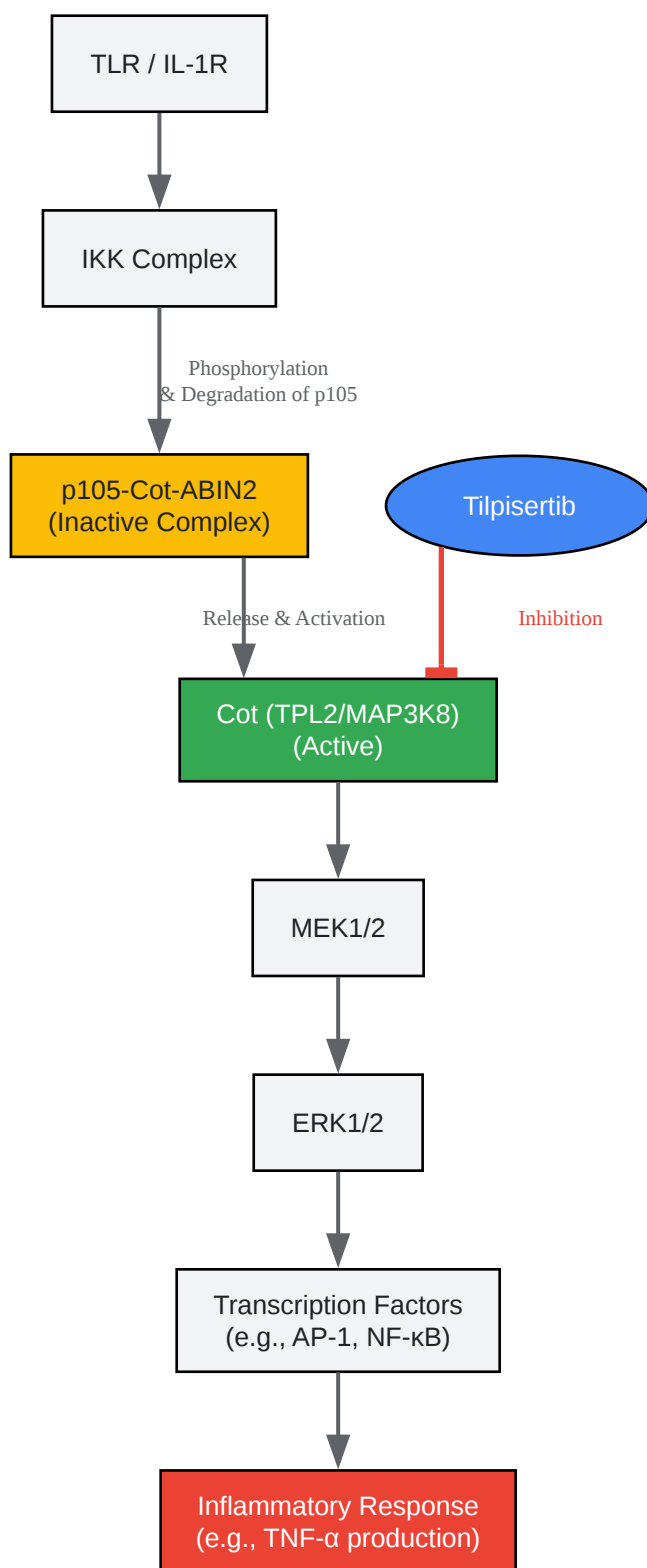 TLR / IL-1R
IKK Complex
Phosphorylation
& Degradation of p105
p105-Cot-ABIN2
(Inactive Complex)
Tilpisertib
Release & Activation
Inhibition
Cot (TPL2/MAP3K8)
(Active)
MEK1/2
ERK1/2
Transcription Factors
(e.g., AP-1, NF-κB)
Inflammatory Response
(e.g., TNF-α production)